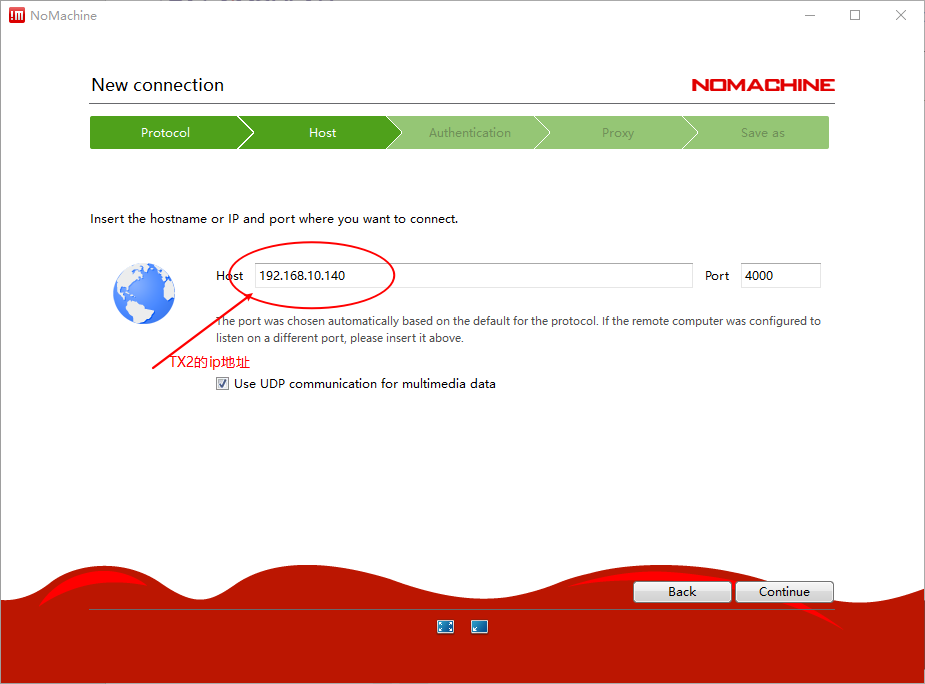 NoMachine
New connection
NOMACHINE
Protocol
Host
Authentication
Proxy
Save as
Insert the hostname or IP and port where you want to connect.
Host 192.168.10.140 Port 4000
The port was chosen automatically based on the default for the protocol. If the remote computer was configured to
listen on a different port, please insert it above.
TX2的ip地址
Use UDP communication for multimedia data
Back
Continue